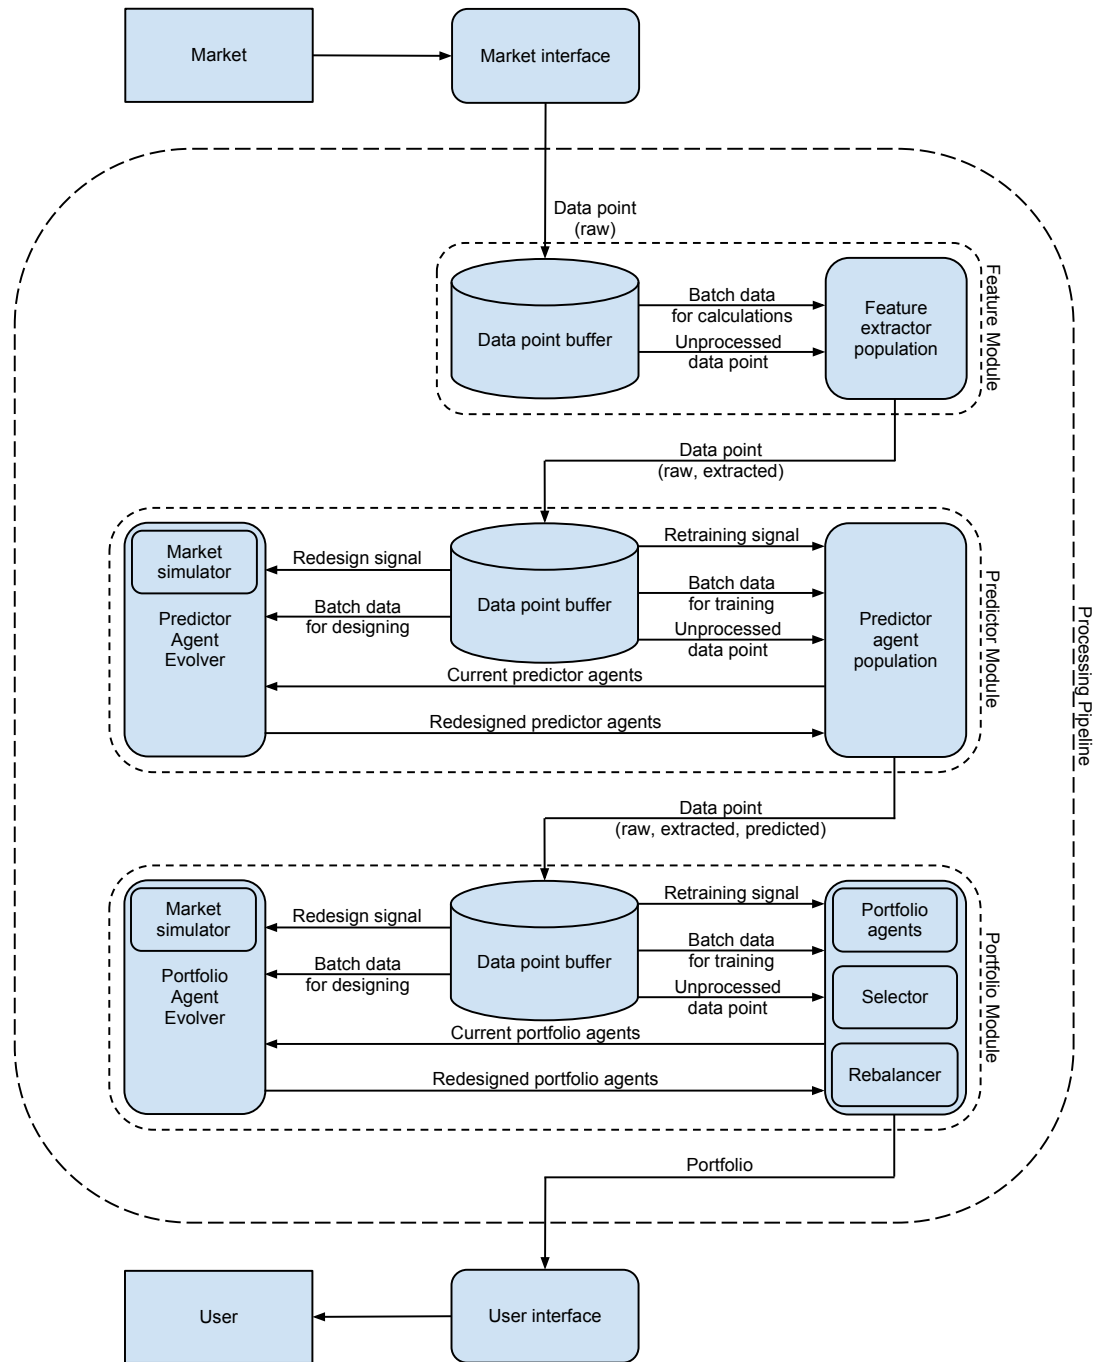 Market
Market interface
Data point
(raw)
Data point buffer
Batch data
for calculations
Unprocessed
data point
Feature
extractor
population
Feature Module
Data point
(raw, extracted)
Market
simulator
Predictor
Agent
Evolver
Redesign signal
Batch data
for designing
Data point buffer
Retraining signal
Batch data
for training
Unprocessed
data point
Current predictor agents
Redesigned predictor agents
Predictor
agent
population
Predictor Module
Processing Pipeline
Data point
(raw, extracted, predicted)
Market
simulator
Portfolio
Agent
Evolver
Redesign signal
Batch data
for designing
Data point buffer
Retraining signal
Batch data
for training
Unprocessed
data point
Current portfolio agents
Redesigned portfolio agents
Portfolio
agents
Selector
Rebalancer
Portfolio Module
Portfolio
User
User interface